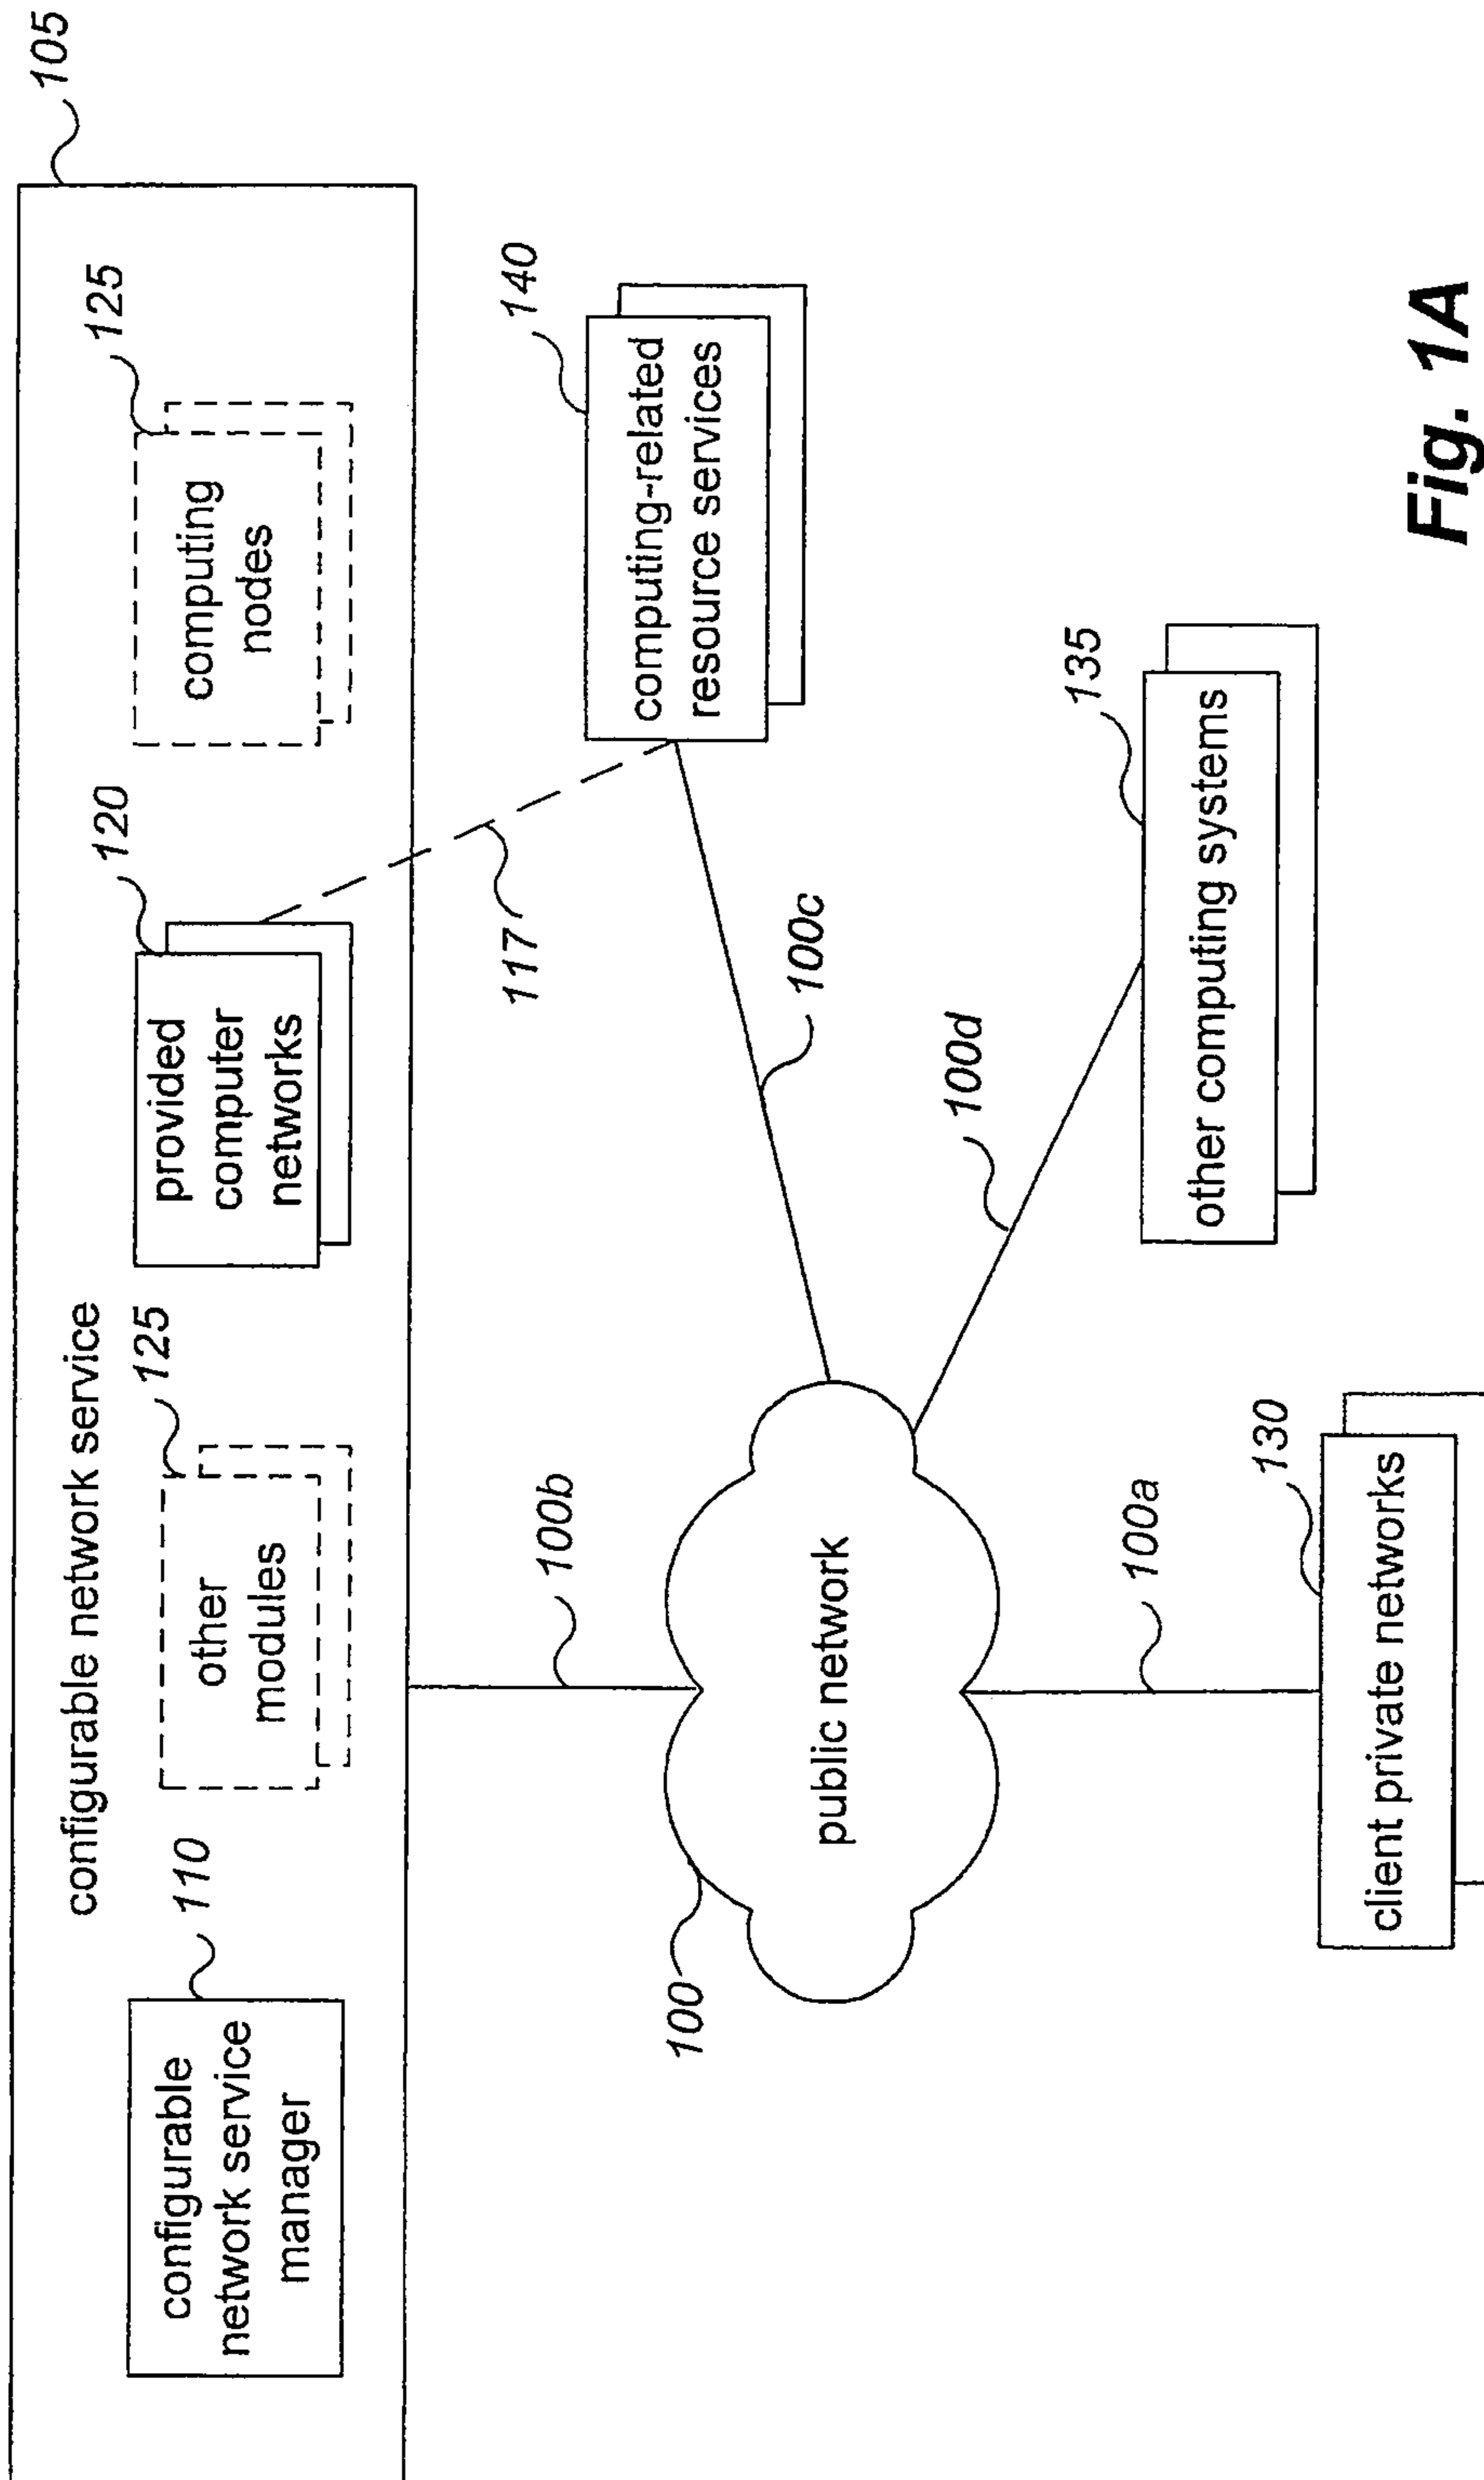 105
configurable network service
110
configurable
network service
manager
125
other
modules
120
provided
computer
networks
125
computing
nodes
117
100b
140
computing-related
resource services
100c
100
public network
100d
135
other computing systems
100a
130
client private networks
Fig. 1A